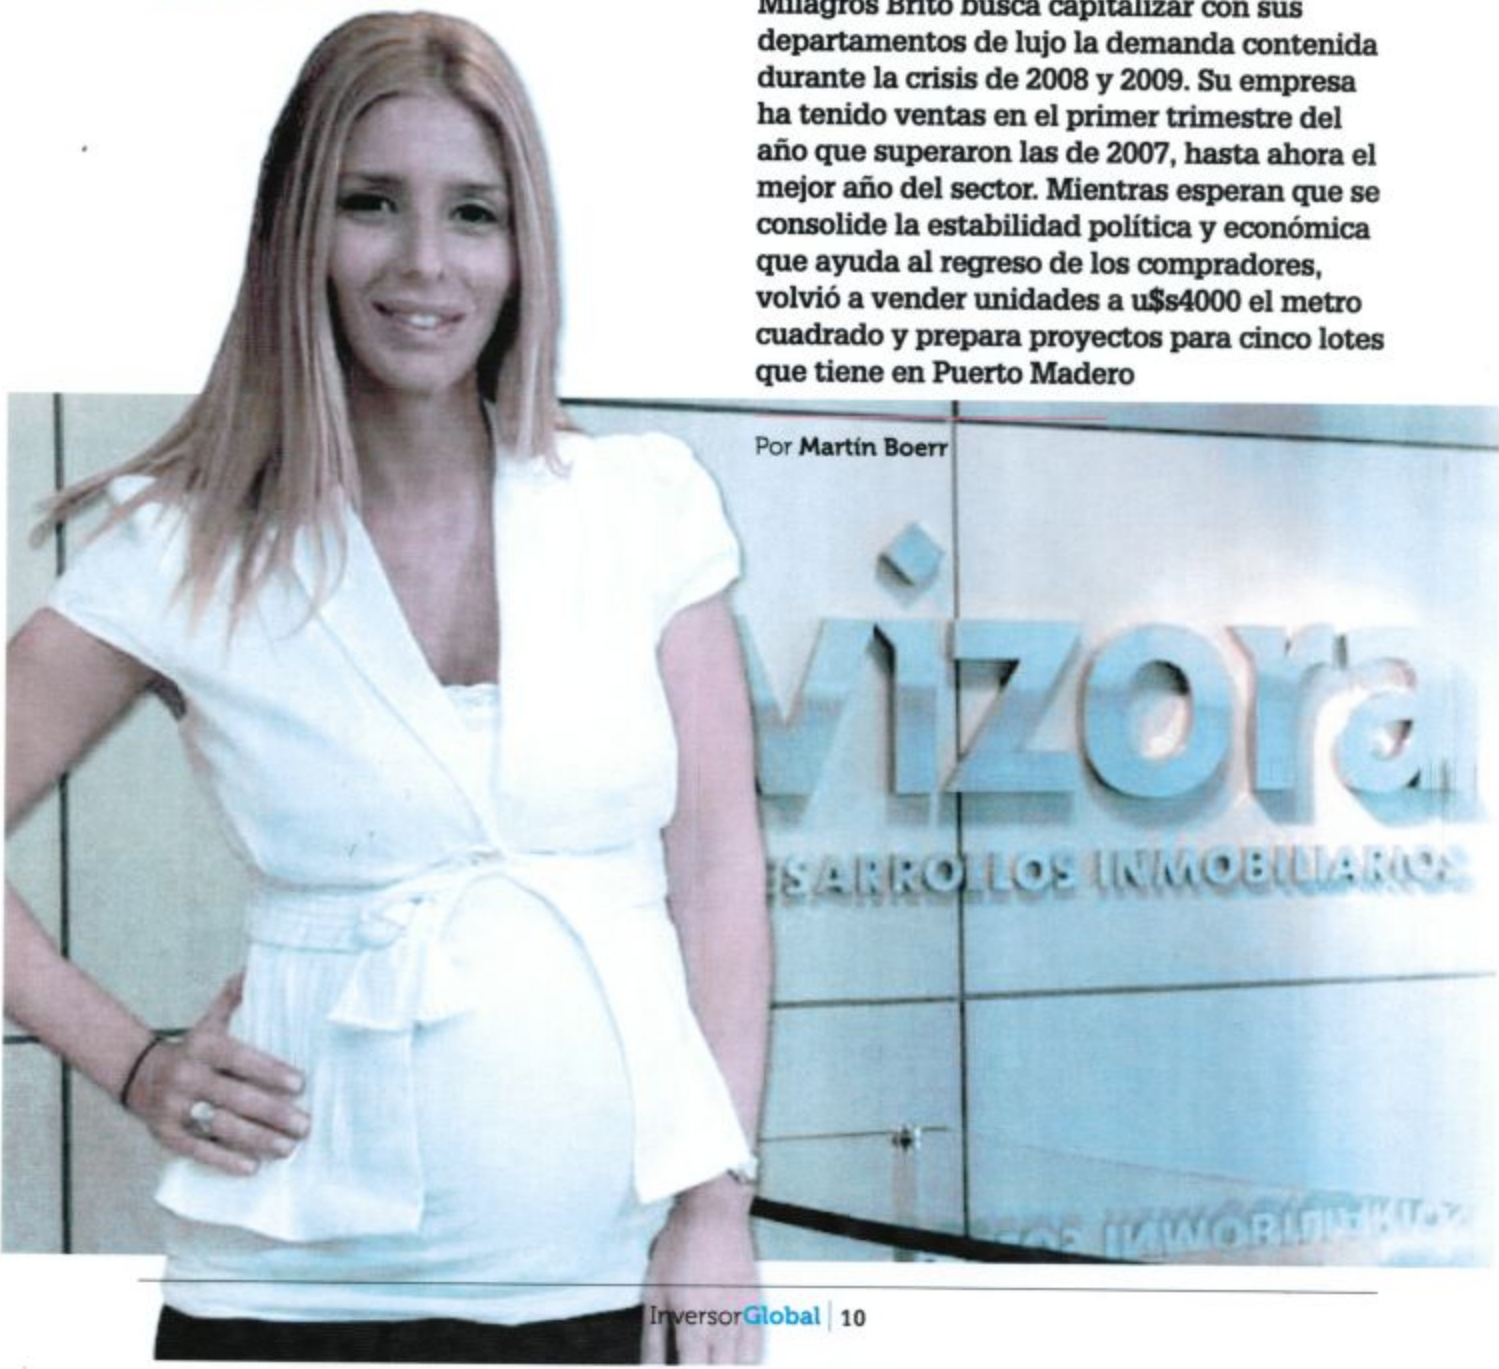 Milagros Brito busca capitalizar con sus
departamentos de lujo la demanda contenida
durante la crisis de 2008 y 2009. Su empresa
ha tenido ventas en el primer trimestre del
año que superaron las de 2007, hasta ahora el
mejor año del sector. Mientras esperan que se
consolide la estabilidad política y económica
que ayuda al regreso de los compradores,
volvió a vender unidades a u$s4000 el metro
cuadrado y prepara proyectos para cinco lotes
que tiene en Puerto Madero
Por Martín Boerr
vizora
ESARROLLOS INMOBILIARIOS
InversorGlobal | 10